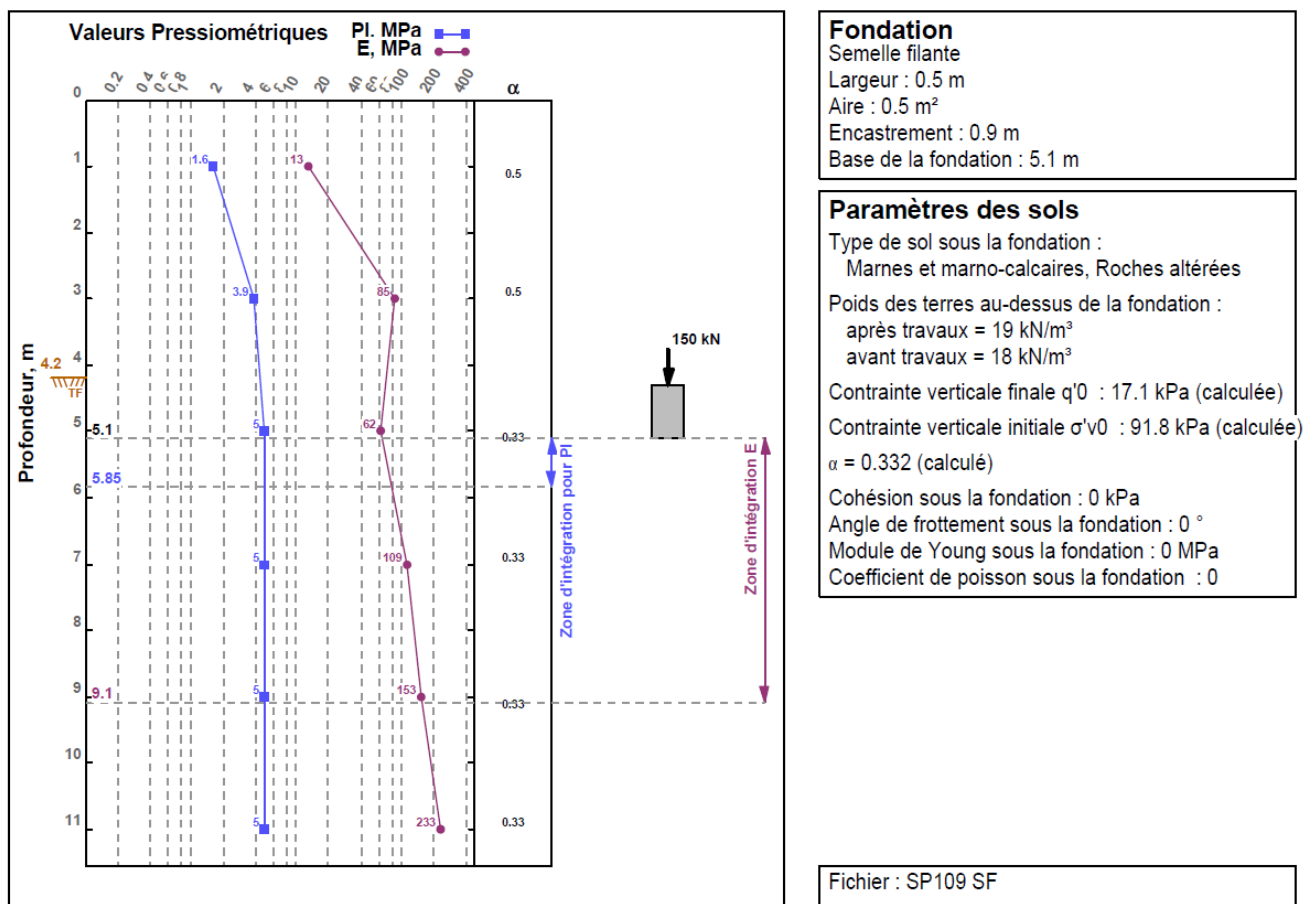 Valeurs Pressiométriques
Pl. MPa
E, MPa
0.2
0.4
0.6
0.8
1
2
4
6
8
10
20
40
60
100
200
400
α
Profondeur, m
0
1
2
3
4
5
6
7
8
9
10
11
4.2
TF
5.1
5.85
9.1
1.6
3.9
5
5
5
5
13
85
62
109
153
233
0.5
0.5
0.33
0.33
0.33
0.33
150 kN
Zone d'intégration pour Pl
Zone d'intégration E
Fondation
Semelle filante
Largeur : 0.5 m
Aire : 0.5 m²
Encastrement : 0.9 m
Base de la fondation : 5.1 m
Paramètres des sols
Type de sol sous la fondation :
Marnes et marno-calcaires, Roches altérées
Poids des terres au-dessus de la fondation :
après travaux = 19 kN/m³
avant travaux = 18 kN/m³
Contrainte verticale finale q'0 : 17.1 kPa (calculée)
Contrainte verticale initiale σ'v0 : 91.8 kPa (calculée)
α = 0.332 (calculé)
Cohésion sous la fondation : 0 kPa
Angle de frottement sous la fondation : 0 °
Module de Young sous la fondation : 0 MPa
Coefficient de poisson sous la fondation : 0
Fichier : SP109 SF